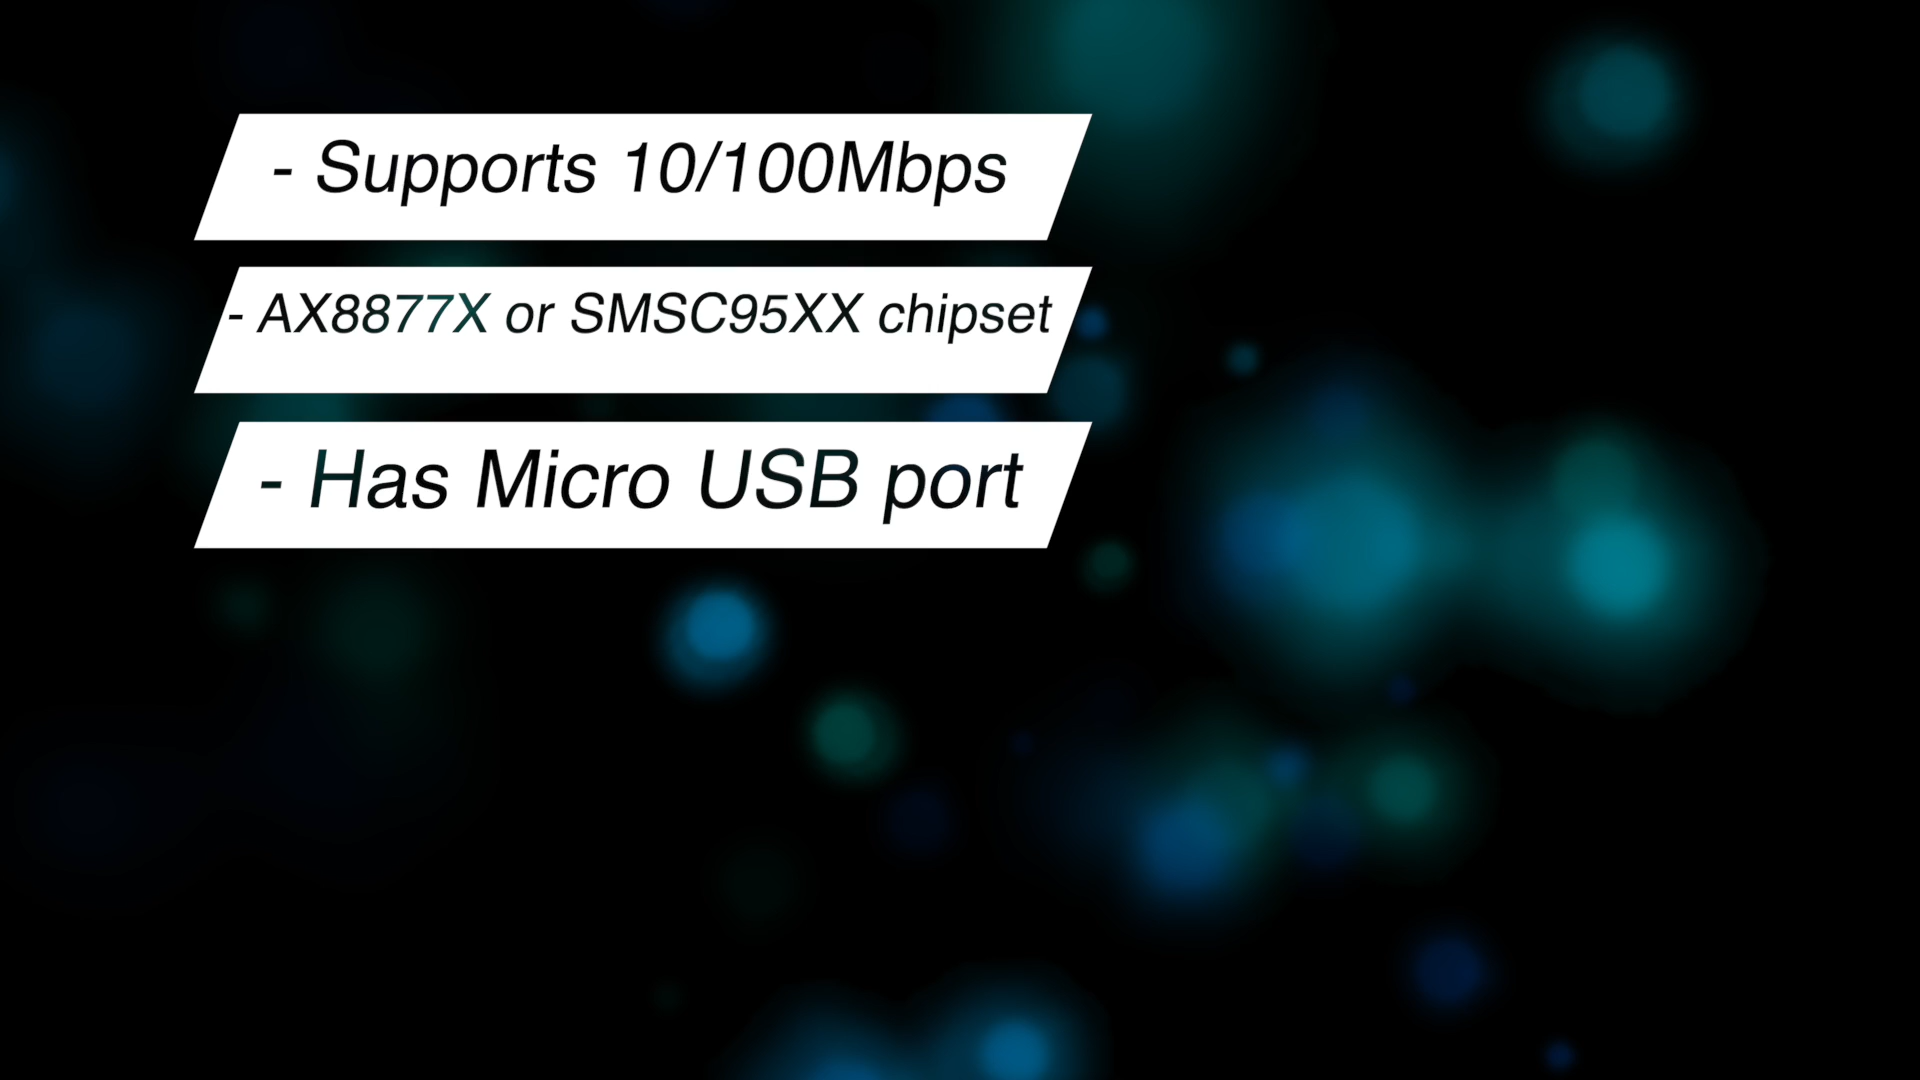 - Supports 10/100Mbps
- AX8877X or SMSC95XX chipset
- Has Micro USB port